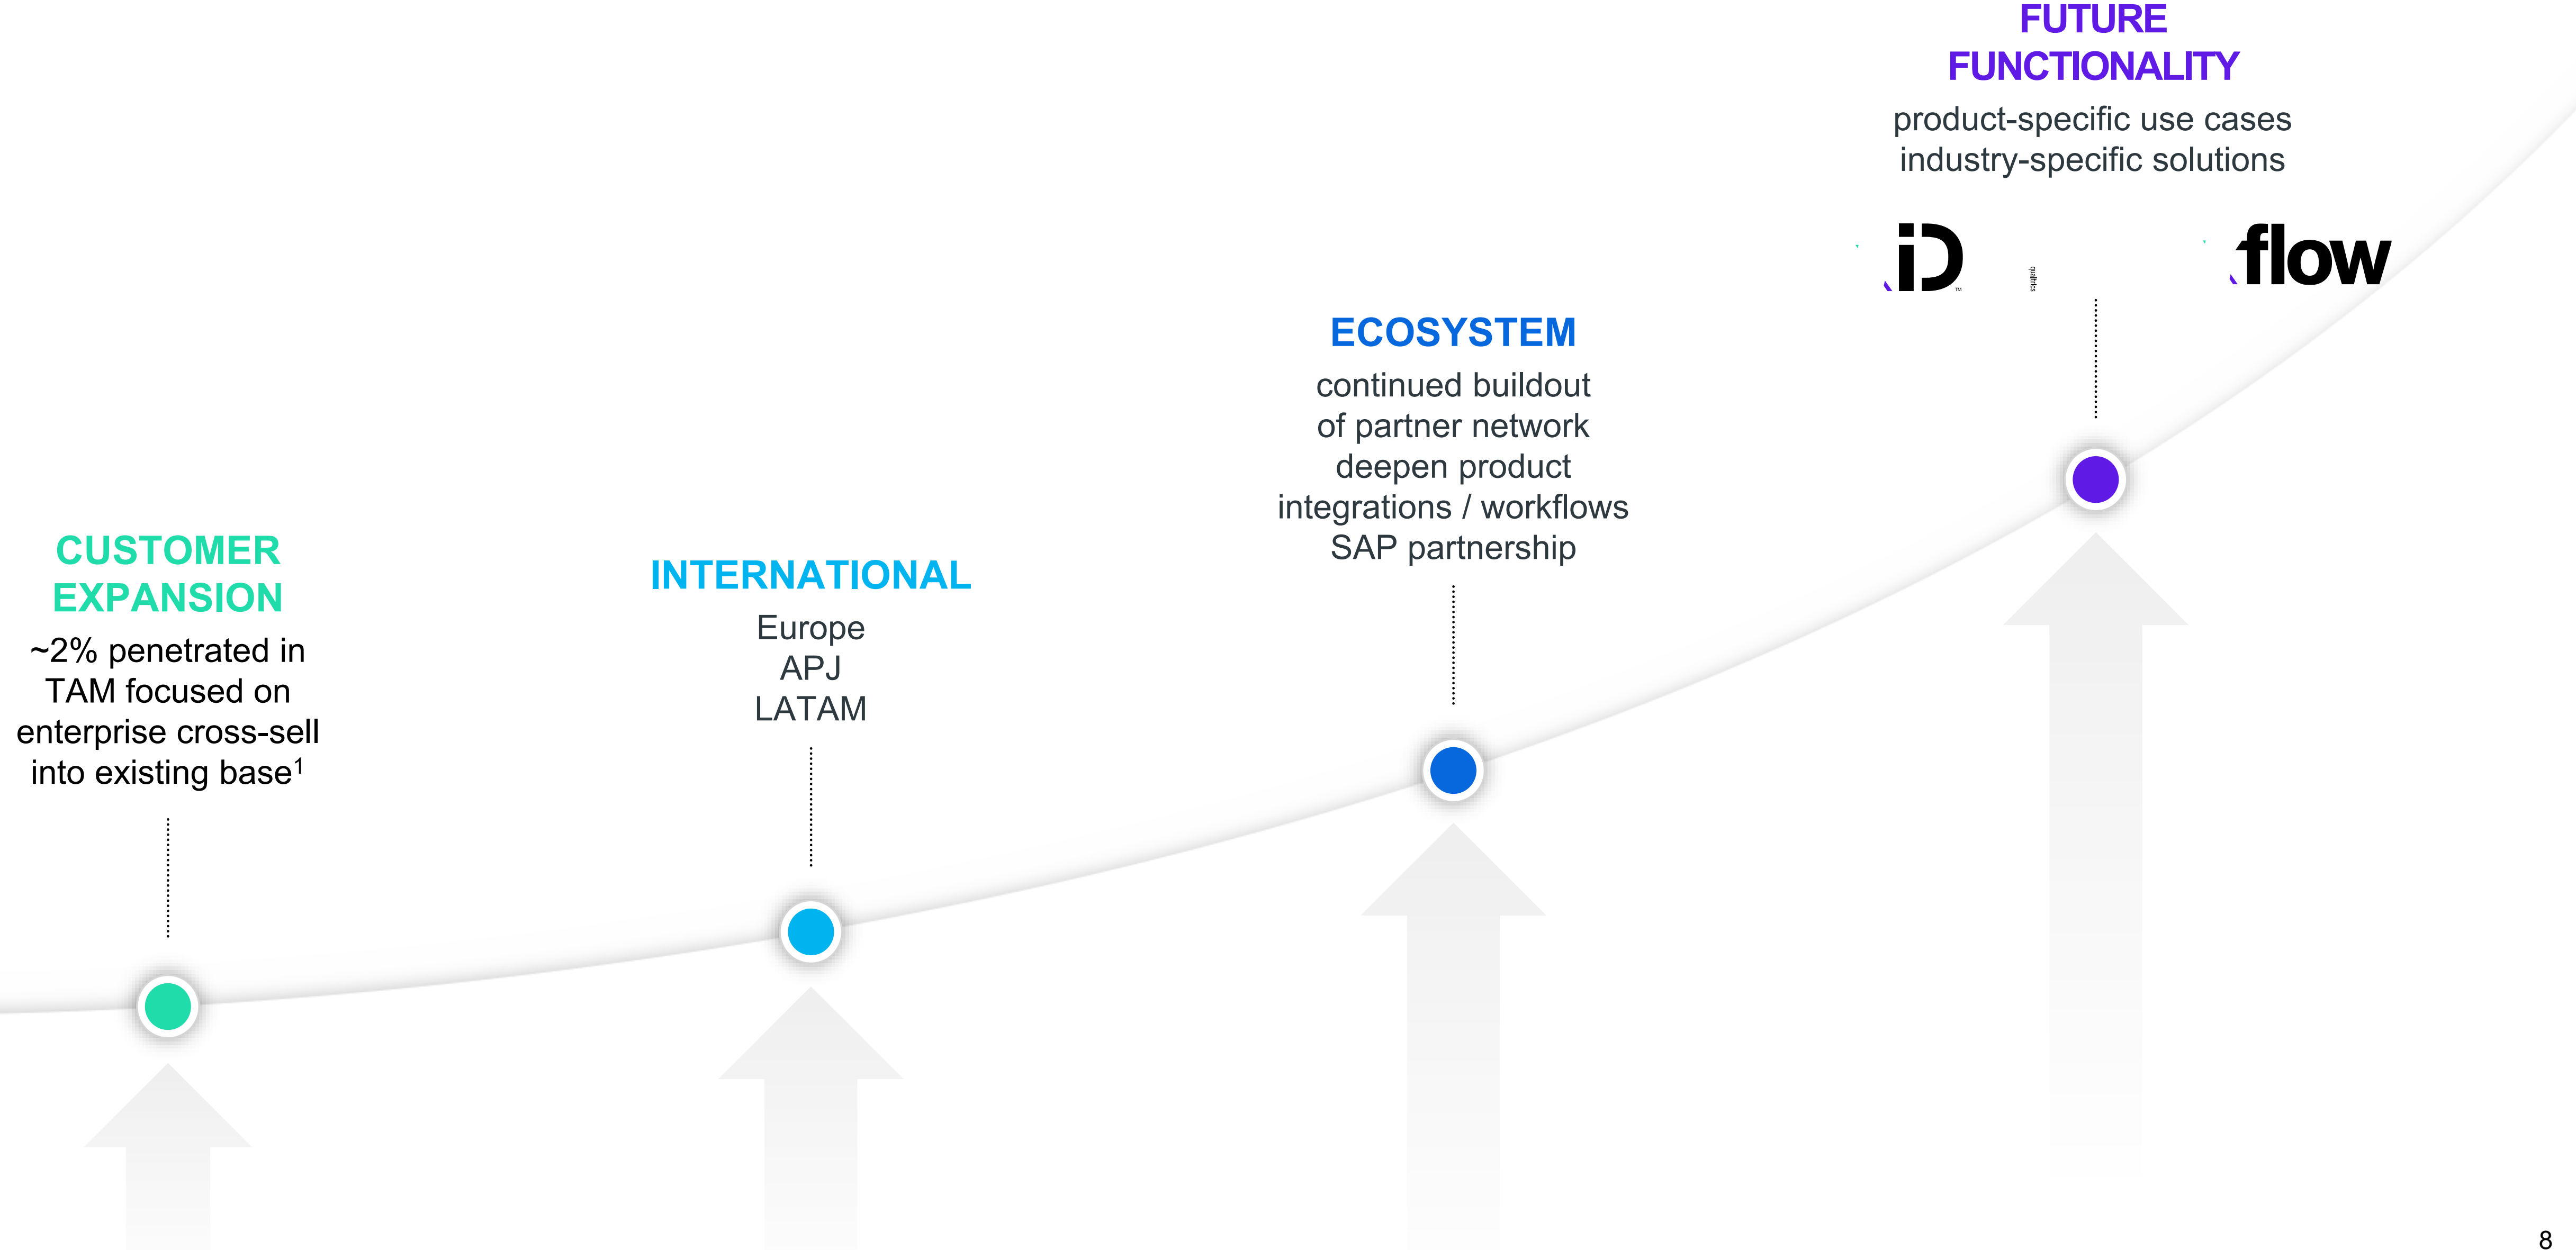 CUSTOMER
EXPANSION
~2% penetrated in
TAM focused on
enterprise cross-sell
into existing base¹
INTERNATIONAL
Europe
APJ
LATAM
ECOSYSTEM
continued buildout
of partner network
deepen product
integrations / workflows
SAP partnership
FUTURE
FUNCTIONALITY
product-specific use cases
industry-specific solutions
iD™
qualtrics
flow
8